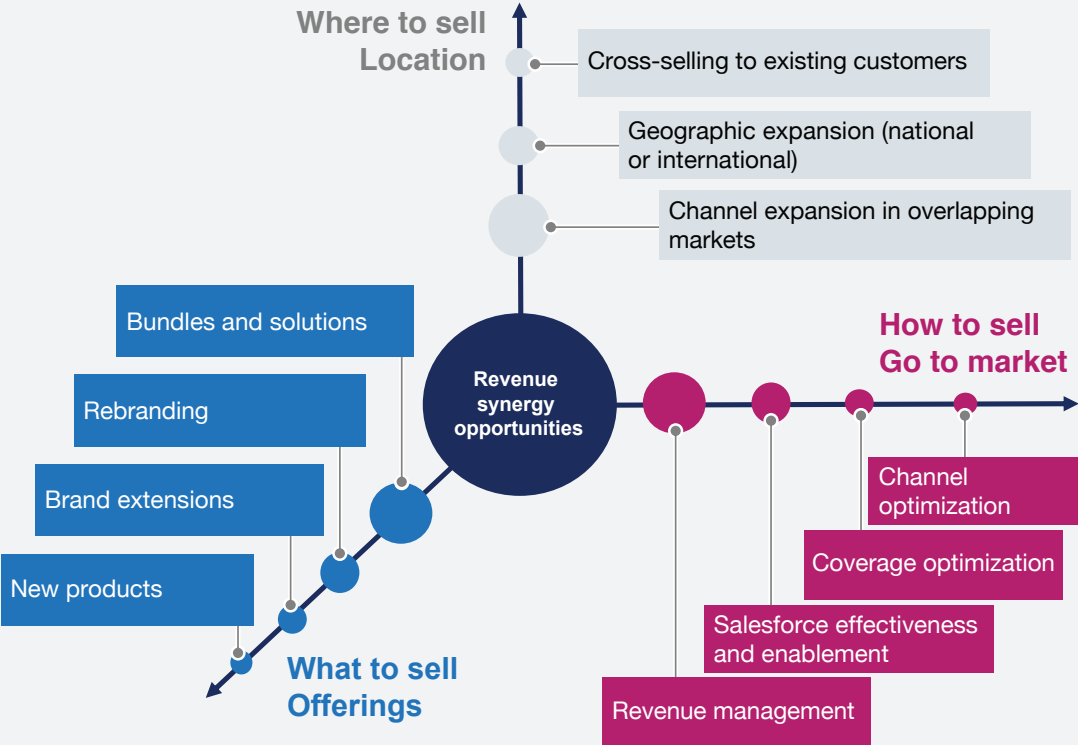 Where to sell
Location
Cross-selling to existing customers
Geographic expansion (national
or international)
Channel expansion in overlapping
markets
Bundles and solutions
Rebranding
Brand extensions
New products
Revenue
synergy
opportunities
How to sell
Go to market
Channel
optimization
Coverage optimization
Salesforce effectiveness
and enablement
Revenue management
What to sell
Offerings